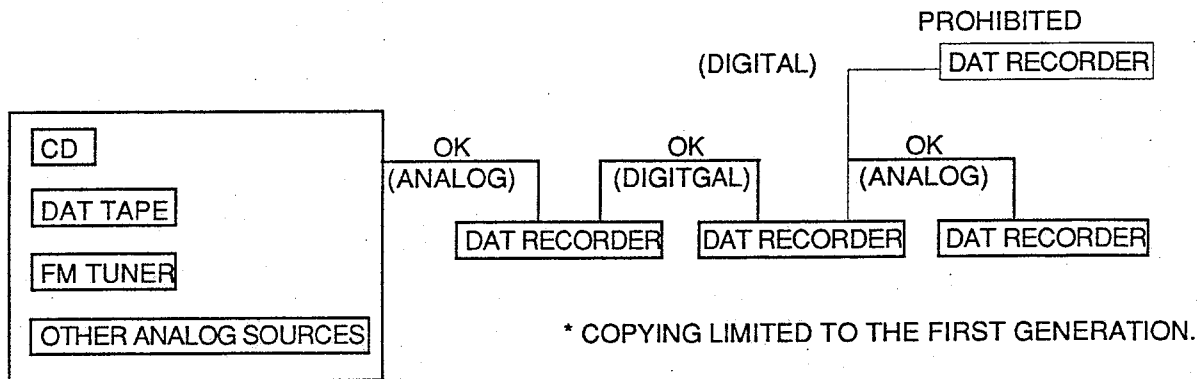 PROHIBITED
(DIGITAL) DAT RECORDER
CD
OK OK OK
(ANALOG) (DIGITGAL) (ANALOG)
DAT TAPE
DAT RECORDER DAT RECORDER DAT RECORDER
FM TUNER
OTHER ANALOG SOURCES
* COPYING LIMITED TO THE FIRST GENERATION.